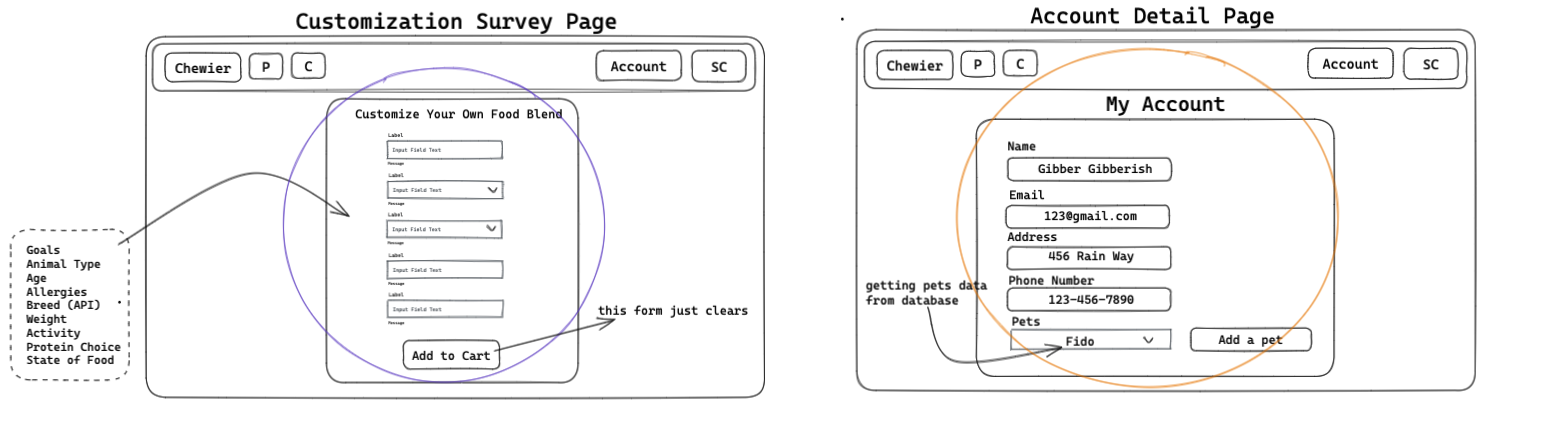 Customization Survey Page
Chewier P C Account SC
Customize Your Own Food Blend
Label
Input Field Text
Message
Label
Input Field Text
Message
Label
Input Field Text
Message
Label
Input Field Text
Message
Label
Input Field Text
Message
Add to Cart
this form just clears
Goals
Animal Type
Age
Allergies
Breed (API)
Weight
Activity
Protein Choice
State of Food
Account Detail Page
Chewier P C Account SC
My Account
Name
Gibber Gibberish
Email
123@gmail.com
Address
456 Rain Way
Phone Number
123-456-7890
Pets
Fido
Add a pet
getting pets data
from database